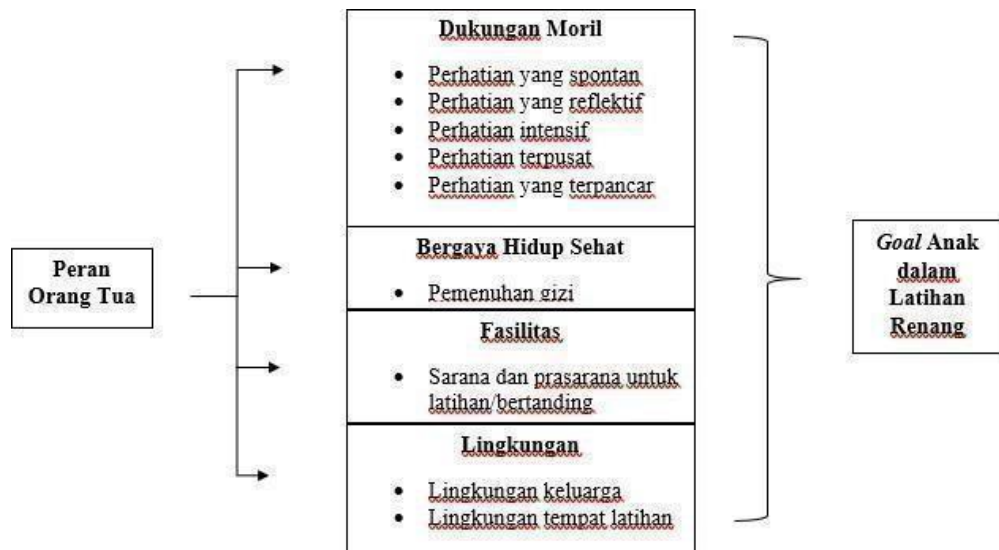 Peran
Orang Tua
Dukungan Moril
• Perhatian yang spontan
• Perhatian yang reflektif
• Perhatian intensif
• Perhatian terpusat
• Perhatian yang terpancar
Bergaya Hidup Sehat
• Pemenuhan gizi
Fasilitas
• Sarana dan prasarana untuk
latihan/bertanding
Lingkungan
• Lingkungan keluarga
• Lingkungan tempat latihan
Goal Anak
dalam
Latihan
Renang